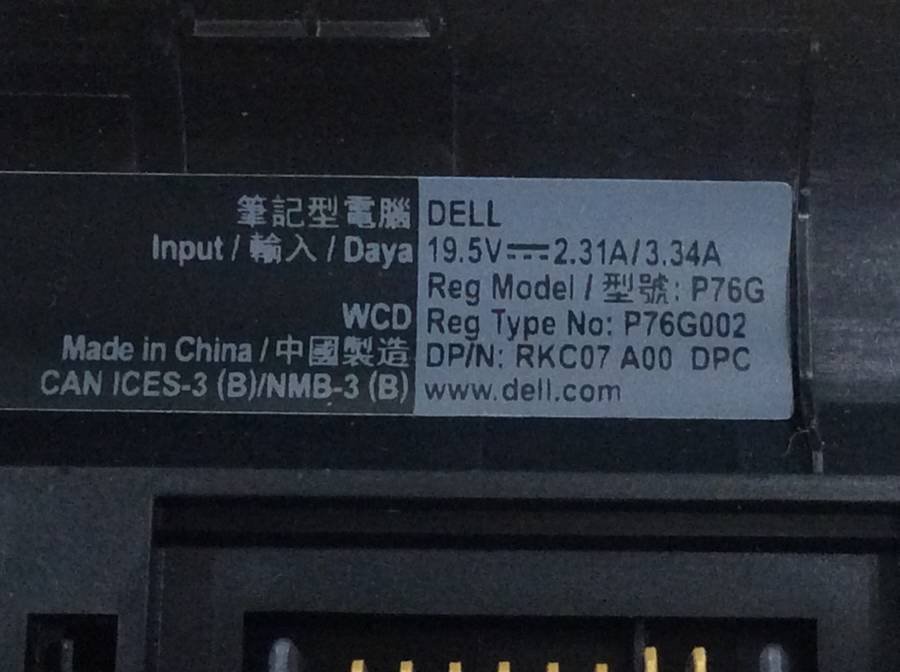 筆記型電腦 DELL
Input / 輸入 / Daya 19.5V⎓2.31A/3.34A
Reg Model / 型號: P76G
WCD Reg Type No: P76G002
Made in China / 中國製造 DP/N: RKC07 A00 DPC
CAN ICES-3 (B)/NMB-3 (B) www.dell.com